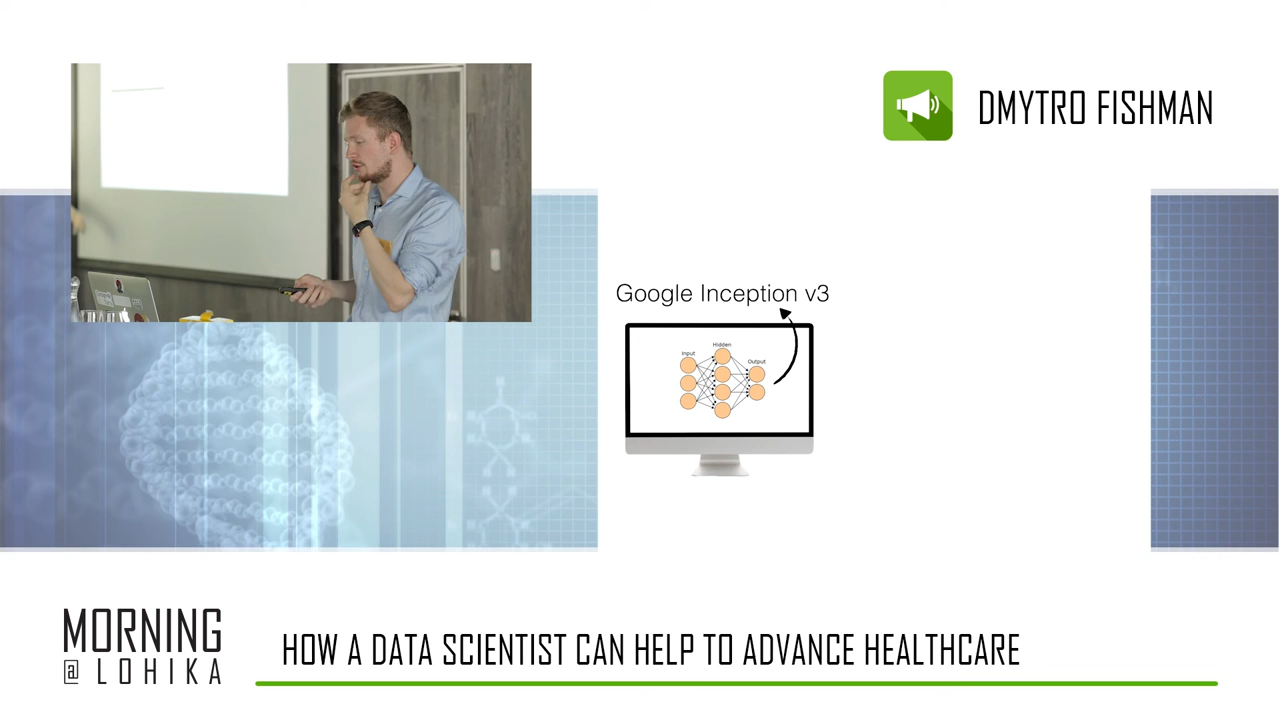 DMYTRO FISHMAN
Google Inception v3
Input
Hidden
Output
MORNING
@ LOHIKA
HOW A DATA SCIENTIST CAN HELP TO ADVANCE HEALTHCARE